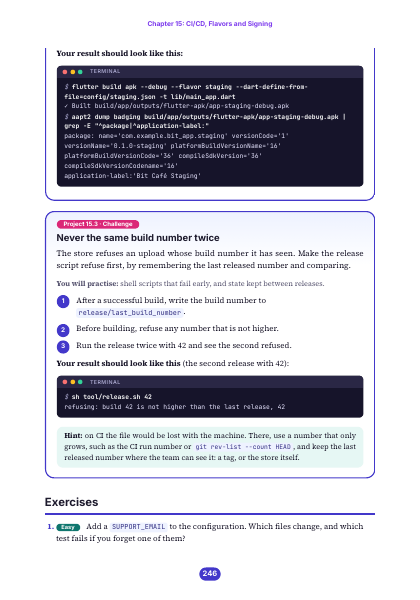 Chapter 15: CI/CD, Flavors and Signing
Your result should look like this:
TERMINAL
$ flutter build apk --debug --flavor staging --dart-define-from-
file=config/staging.json -t lib/main_app.dart
✓ Built build/app/outputs/flutter-apk/app-staging-debug.apk
$ aapt2 dump badging build/app/outputs/flutter-apk/app-staging-debug.apk |
grep -E "^package|^application-label:"
package: name='com.example.bit_app.staging' versionCode='1'
versionName='0.1.0-staging' platformBuildVersionName='16'
platformBuildVersionCode='36' compileSdkVersion='36'
compileSdkVersionCodename='16'
application-label:'Bit Café Staging'
Project 15.3 · Challenge
Never the same build number twice
The store refuses an upload whose build number it has seen. Make the release
script refuse first, by remembering the last released number and comparing.
You will practise: shell scripts that fail early, and state kept between releases.
1 After a successful build, write the build number to
release/last_build_number.
2 Before building, refuse any number that is not higher.
3 Run the release twice with 42 and see the second refused.
Your result should look like this (the second release with 42):
TERMINAL
$ sh tool/release.sh 42
refusing: build 42 is not higher than the last release, 42
Hint: on CI the file would be lost with the machine. There, use a number that only
grows, such as the CI run number or git rev-list --count HEAD, and keep the last
released number where the team can see it: a tag, or the store itself.
Exercises
1. Easy Add a SUPPORT_EMAIL to the configuration. Which files change, and which
test fails if you forget one of them?
246